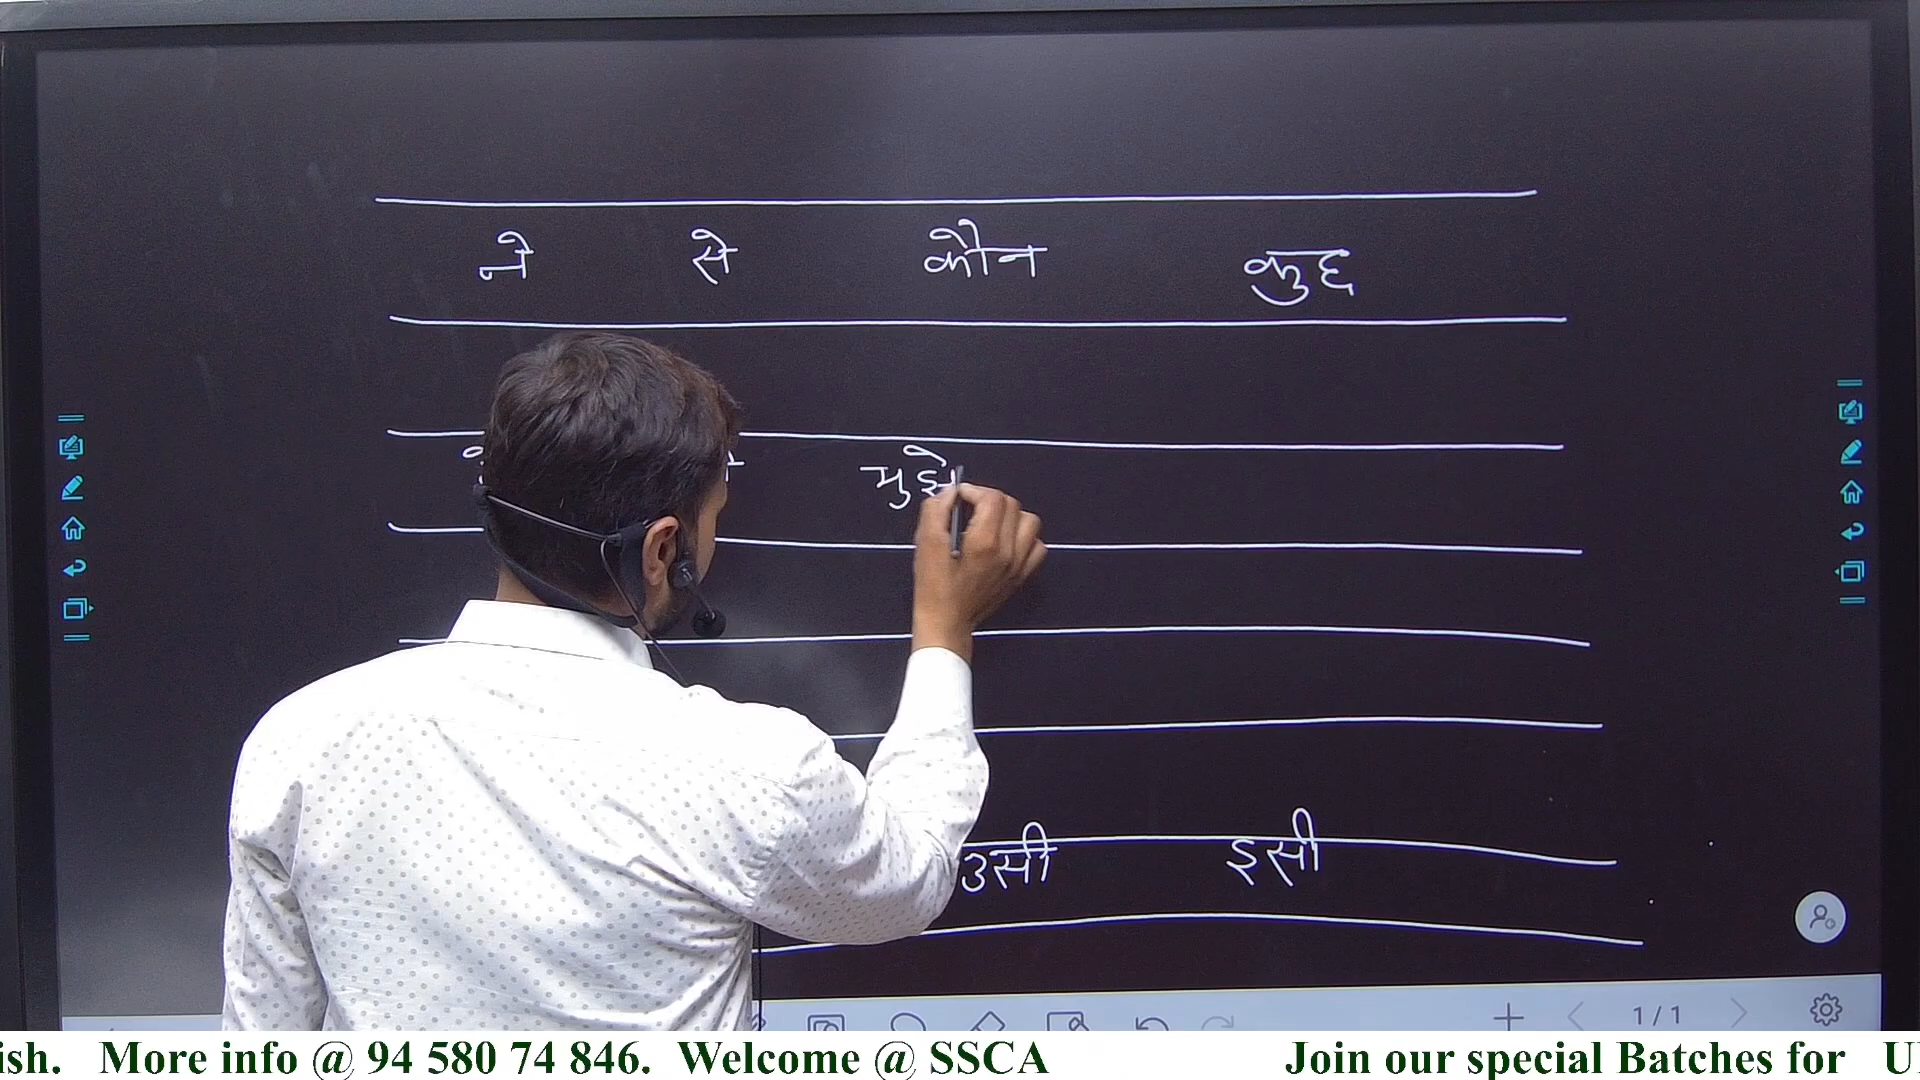 ने से कौन कुछ
मुझे
उसी इसी
1/1
ish. More info @ 94 580 74 846. Welcome @ SSCA Join our special Batches for U